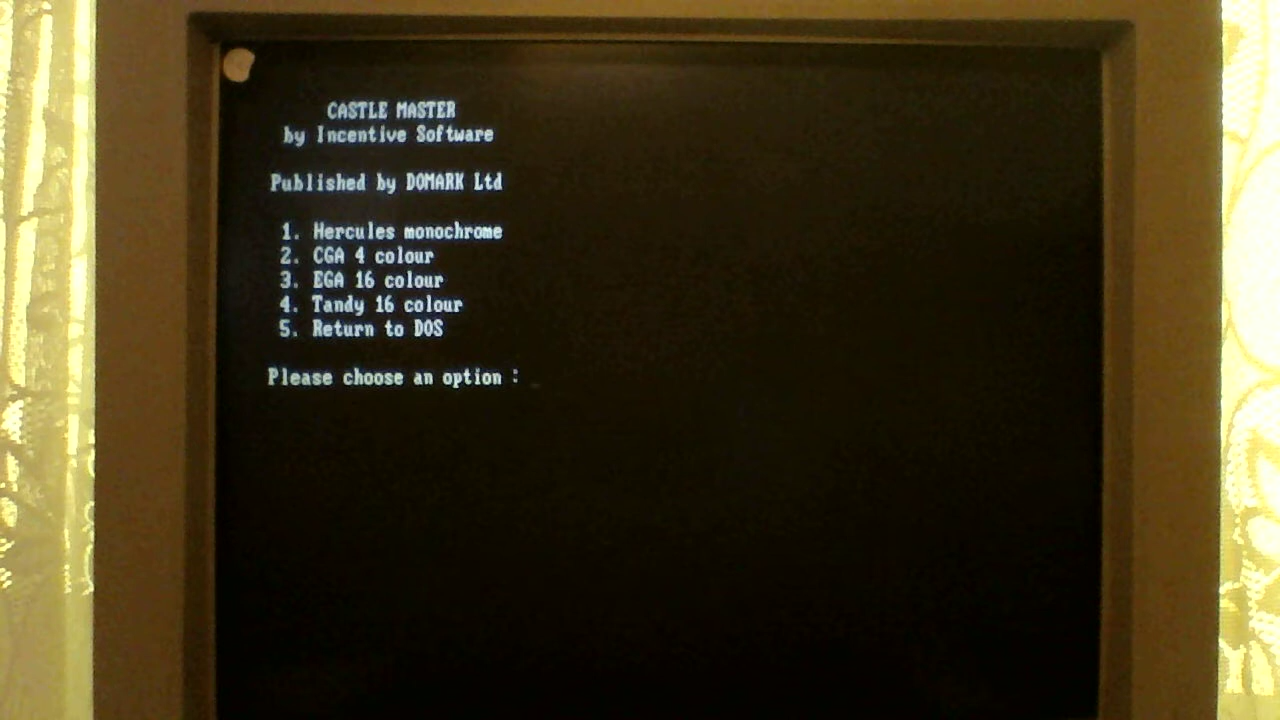 CASTLE MASTER
by Incentive Software
Published by DOMARK Ltd
1. Hercules monochrome
2. CGA 4 colour
3. EGA 16 colour
4. Tandy 16 colour
5. Return to DOS
Please choose an option : _